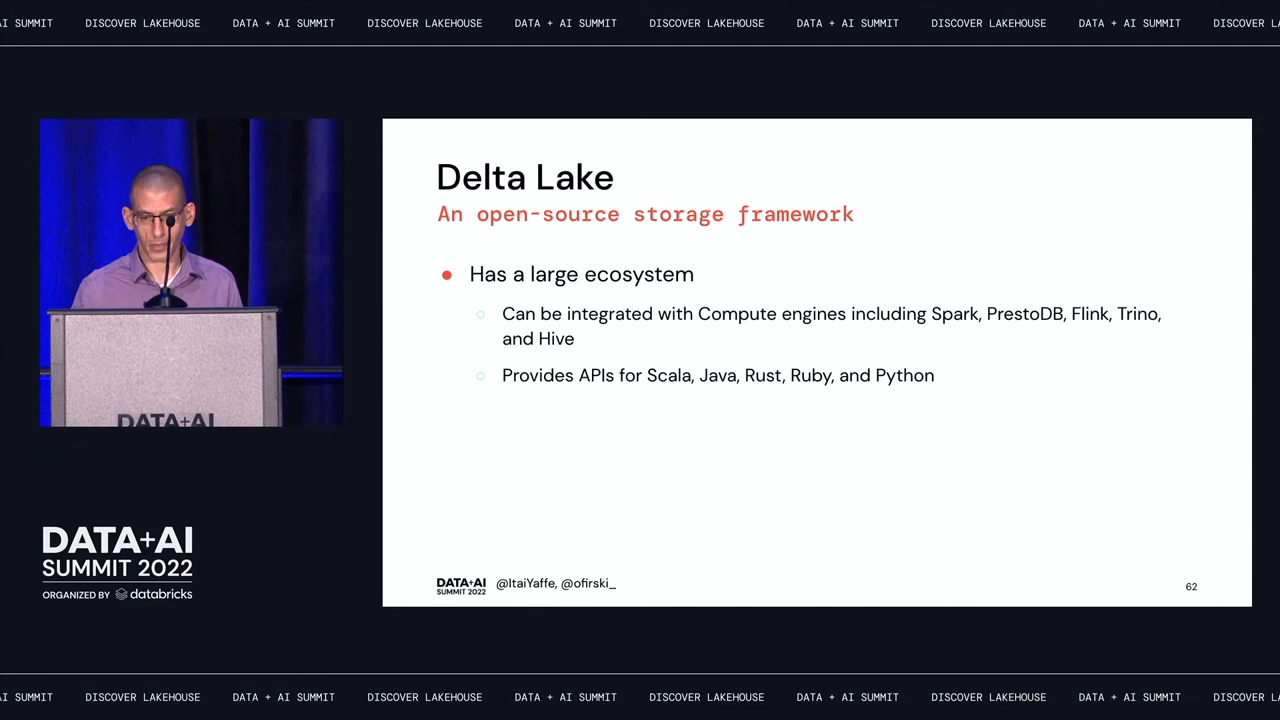 AI SUMMIT DISCOVER LAKEHOUSE DATA + AI SUMMIT DISCOVER LAKEHOUSE DATA + AI SUMMIT DISCOVER LAKEHOUSE DATA + AI SUMMIT DISCOVER LAKEHOUSE DATA + AI SUMMIT DISCOVER
Delta Lake
An open-source storage framework
● Has a large ecosystem
○ Can be integrated with Compute engines including Spark, PrestoDB, Flink, Trino,
and Hive
○ Provides APIs for Scala, Java, Rust, Ruby, and Python
DATA+AI
DATA+AI
SUMMIT 2022
ORGANIZED BY databricks
DATA+AI
SUMMIT 2022
@ItaiYaffe, @ofirski_
62
AI SUMMIT DISCOVER LAKEHOUSE DATA + AI SUMMIT DISCOVER LAKEHOUSE DATA + AI SUMMIT DISCOVER LAKEHOUSE DATA + AI SUMMIT DISCOVER LAKEHOUSE DATA + AI SUMMIT DISCOVER